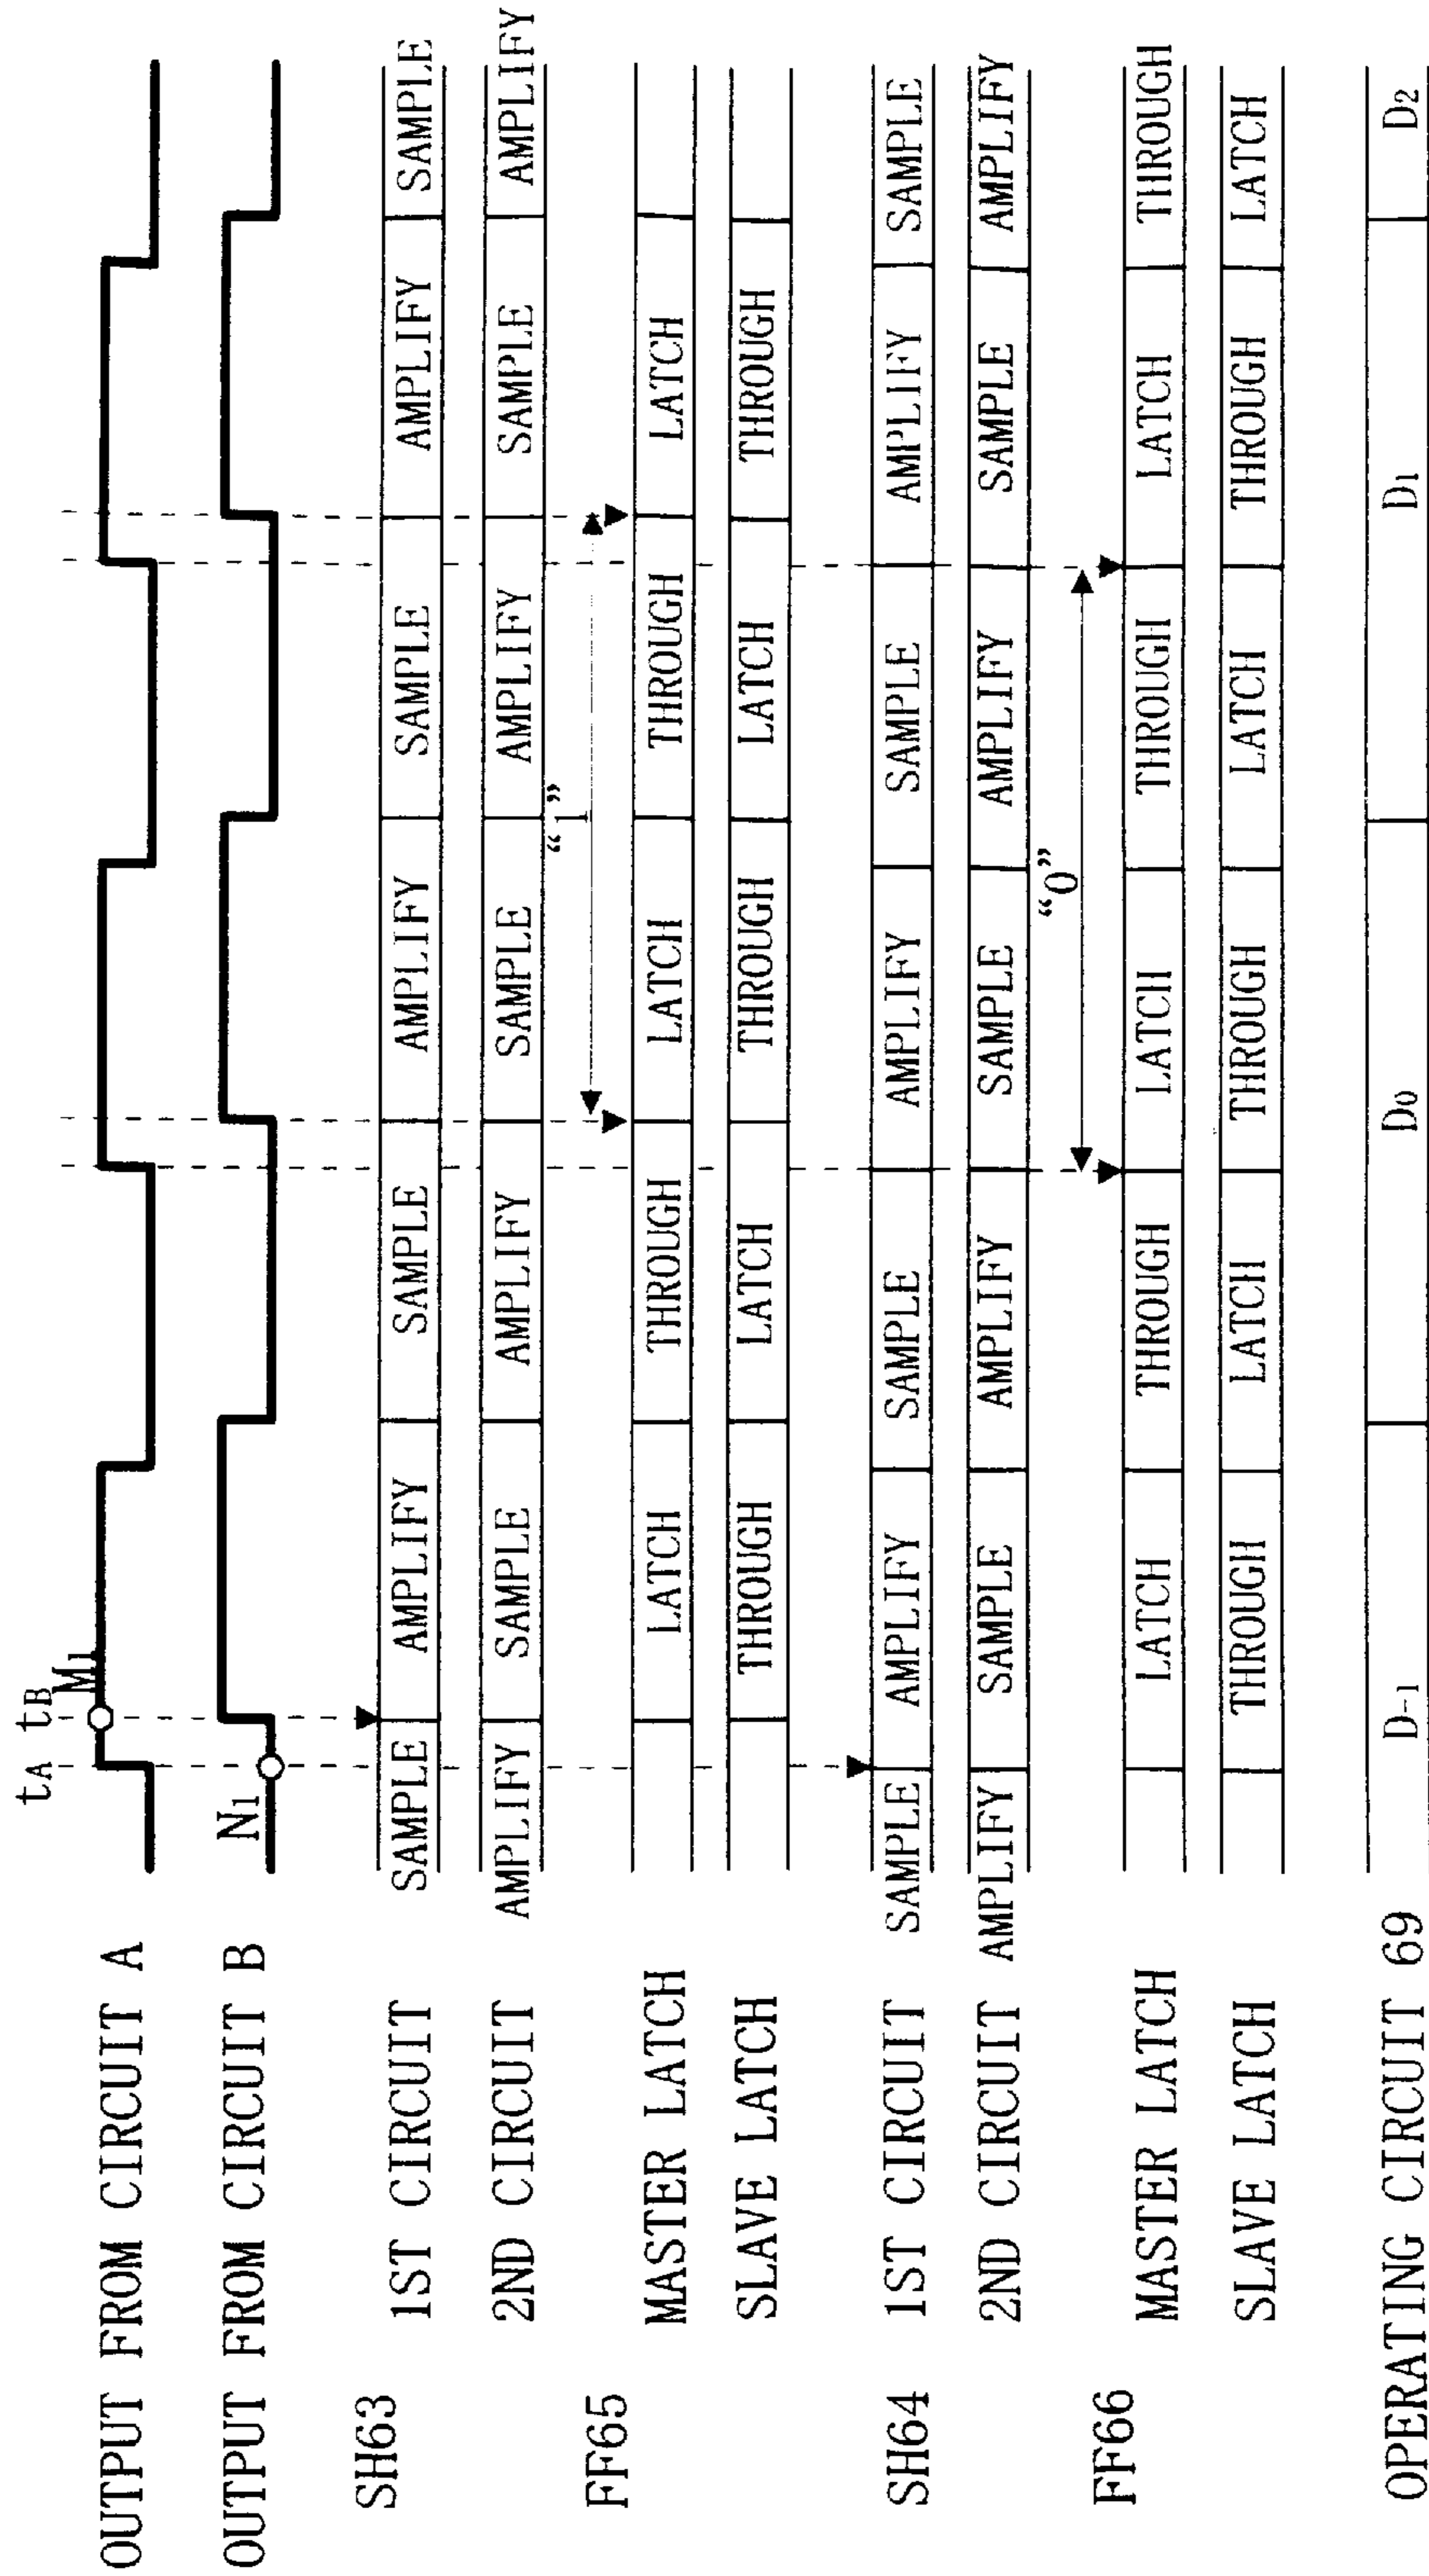 tA tB
OUTPUT FROM CIRCUIT A M1
OUTPUT FROM CIRCUIT B N1
SH63
1ST CIRCUIT SAMPLE AMPLIFY SAMPLE AMPLIFY SAMPLE AMPLIFY SAMPLE
2ND CIRCUIT AMPLIFY SAMPLE AMPLIFY SAMPLE AMPLIFY SAMPLE AMPLIFY
FF65 “1”
MASTER LATCH LATCH THROUGH LATCH THROUGH LATCH
SLAVE LATCH THROUGH LATCH THROUGH LATCH THROUGH
SH64 1ST CIRCUIT SAMPLE AMPLIFY SAMPLE AMPLIFY SAMPLE AMPLIFY SAMPLE
2ND CIRCUIT AMPLIFY SAMPLE AMPLIFY SAMPLE AMPLIFY SAMPLE AMPLIFY
“0”
FF66
MASTER LATCH LATCH THROUGH LATCH THROUGH LATCH THROUGH
SLAVE LATCH THROUGH LATCH THROUGH LATCH THROUGH LATCH
OPERATING CIRCUIT 69 D-1 D0 D1 D2